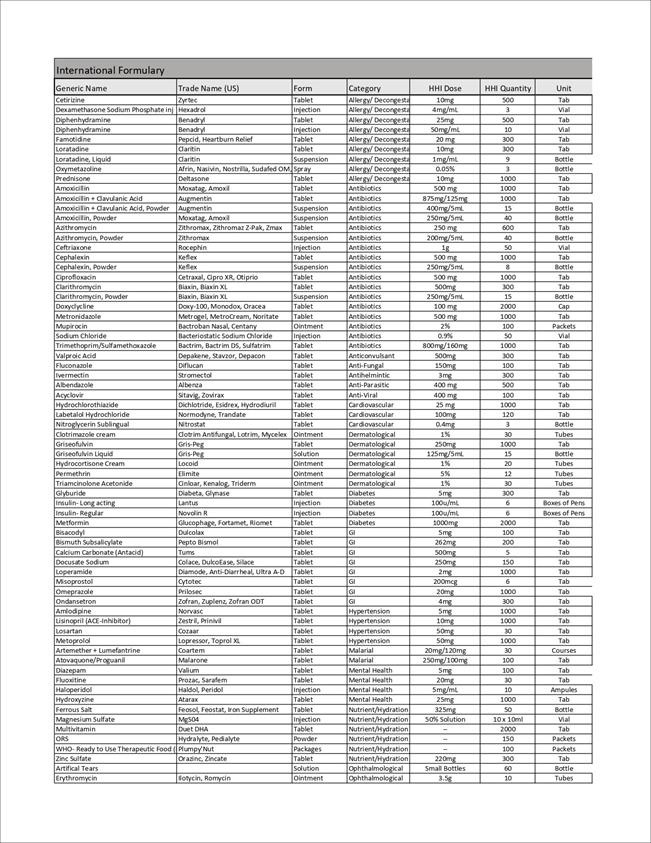 International Formulary
Generic Name Trade Name (US) Form Category HHI Dose HHI Quantity Unit
Cetirizine Zyrtec Tablet Allergy/ Decongesta 10mg 500 Tab
Dexamethasone Sodium Phosphate inj Hexadrol Injection Allergy/ Decongesta 4mg/mL 3 Vial
Diphenhydramine Benadryl Tablet Allergy/ Decongesta 25mg 500 Tab
Diphenhydramine Benadryl Injection Allergy/ Decongesta 50mg/mL 10 Vial
Famotidine Pepcid, Heartburn Relief Tablet Allergy/ Decongesta 20 mg 300 Tab
Loratadine Claritin Tablet Allergy/ Decongesta 10mg 300 Tab
Loratadine, Liquid Claritin Suspension Allergy/ Decongesta 1mg/mL 9 Bottle
Oxymetazoline Afrin, Nasivin, Nostrilla, Sudafed OM, Spray Allergy/ Decongesta 0.05% 3 Bottle
Prednisone Deltasone Tablet Allergy/ Decongesta 10mg 1000 Tab
Amoxicillin Moxatag, Amoxil Tablet Antibiotics 500 mg 1000 Tab
Amoxicillin + Clavulanic Acid Augmentin Tablet Antibiotics 875mg/125mg 1000 Tab
Amoxicillin + Clavulanic Acid, Powder Augmentin Suspension Antibiotics 400mg/5mL 15 Bottle
Amoxicillin, Powder Moxatag, Amoxil Suspension Antibiotics 250mg/5mL 40 Bottle
Azithromycin Zithromax, Zithromaz Z-Pak, Zmax Tablet Antibiotics 250 mg 600 Tab
Azithromycin, Powder Zithromax Suspension Antibiotics 200mg/5mL 40 Bottle
Ceftriaxone Rocephin Injection Antibiotics 1g 50 Vial
Cephalexin Keflex Tablet Antibiotics 500 mg 1000 Tab
Cephalexin, Powder Keflex Suspension Antibiotics 250mg/5mL 8 Bottle
Ciprofloxacin Cetraxal, Cipro XR, Otiprio Tablet Antibiotics 500 mg 1000 Tab
Clarithromycin Biaxin, Biaxin XL Tablet Antibiotics 500mg 300 Tab
Clarithromycin, Powder Biaxin, Biaxin XL Suspension Antibiotics 250mg/5mL 15 Bottle
Doxycycline Doxy-100, Monodox, Oracea Tablet Antibiotics 100 mg 2000 Cap
Metronidazole Metrogel, MetroCream, Noritate Tablet Antibiotics 500 mg 1000 Tab
Mupirocin Bactroban Nasal, Centany Ointment Antibiotics 2% 100 Packets
Sodium Chloride Bacteriostatic Sodium Chloride Injection Antibiotics 0.9% 50 Vial
Trimethoprim/Sulfamethoxazole Bactrim, Bactrim DS, Sulfatrim Tablet Antibiotics 800mg/160mg 1000 Tab
Valproic Acid Depakene, Stavzor, Depacon Tablet Anticonvulsant 500mg 300 Tab
Fluconazole Diflucan Tablet Anti-Fungal 150mg 100 Tab
Ivermectin Stromectol Tablet Antihelmintic 3mg 300 Tab
Albendazole Albenza Tablet Anti-Parasitic 400 mg 500 Tab
Acyclovir Sitavig, Zovirax Tablet Anti-Viral 400 mg 100 Tab
Hydrochlorothiazide Dichlotride, Esidrex, Hydrodiuril Tablet Cardiovascular 25 mg 1000 Tab
Labetalol Hydrochloride Normodyne, Trandate Tablet Cardiovascular 100mg 120 Tab
Nitroglycerin Sublingual Nitrostat Tablet Cardiovascular 0.4mg 3 Bottle
Clotrimazole cream Clotrim Antifungal, Lotrim, Mycelex Ointment Dermatological 1% 30 Tubes
Griseofulvin Gris-Peg Tablet Dermatological 250mg 1000 Tab
Griseofulvin Liquid Gris-Peg Solution Dermatological 125mg/5mL 15 Bottle
Hydrocortisone Cream Locoid Ointment Dermatological 1% 20 Tubes
Permethrin Elimite Ointment Dermatological 5% 12 Tubes
Triamcinolone Acetonide Cinloar, Kenalog, Triderm Ointment Dermatological 1% 30 Tubes
Glyburide Diabeta, Glynase Tablet Diabetes 5mg 300 Tab
Insulin- Long acting Lantus Injection Diabetes 100u/mL 6 Boxes of Pens
Insulin- Regular Novolin R Injection Diabetes 100u/mL 6 Boxes of Pens
Metformin Glucophage, Fortamet, Riomet Tablet Diabetes 1000mg 2000 Tab
Bisacodyl Dulcolax Tablet GI 5mg 100 Tab
Bismuth Subsalicylate Pepto Bismol Tablet GI 262mg 200 Tab
Calcium Carbonate (Antacid) Tums Tablet GI 500mg 5 Tab
Docusate Sodium Colace, DulcoEase, Silace Tablet GI 250mg 150 Tab
Loperamide Diamode, Anti-Diarrheal, Ultra A-D Tablet GI 2mg 1000 Tab
Misoprostol Cytotec Tablet GI 200mcg 6 Tab
Omeprazole Prilosec Tablet GI 20mg 1000 Tab
Ondansetron Zofran, Zuplenz, Zofran ODT Tablet GI 4mg 300 Tab
Amlodipine Norvasc Tablet Hypertension 5mg 1000 Tab
Lisinopril (ACE-Inhibitor) Zestril, Prinivil Tablet Hypertension 10mg 1000 Tab
Losartan Cozaar Tablet Hypertension 50mg 30 Tab
Metoprolol Lopressor, Toprol XL Tablet Hypertension 50mg 1000 Tab
Artemether + Lumefantrine Coartem Tablet Malarial 20mg/120mg 30 Courses
Atovaquone/Proguanil Malarone Tablet Malarial 250mg/100mg 100 Tab
Diazepam Valium Tablet Mental Health 5mg 100 Tab
Fluoxitine Prozac, Sarafem Tablet Mental Health 20mg 30 Tab
Haloperidol Haldol, Peridol Injection Mental Health 5mg/mL 10 Ampules
Hydroxyzine Atarax Tablet Mental Health 25mg 1000 Tab
Ferrous Salt Feosol, Feostat, Iron Supplement Tablet Nutrient/Hydration 325mg 50 Bottle
Magnesium Sulfate MgSO4 Injection Nutrient/Hydration 50% Solution 10 x 10ml Vial
Multivitamin Duet DHA Tablet Nutrient/Hydration -- 2000 Tab
ORS Hydralyte, Pedialyte Powder Nutrient/Hydration -- 150 Packets
WHO- Ready to Use Therapeutic Food ( Plumpy'Nut Packages Nutrient/Hydration -- 100 Packets
Zinc Sulfate Orazinc, Zincate Tablet Nutrient/Hydration 220mg 300 Tab
Artifical Tears Solution Ophthalmological Small Bottles 60 Bottle
Erythromycin Ilotycin, Romycin Ointment Ophthalmological 3.5g 10 Tubes